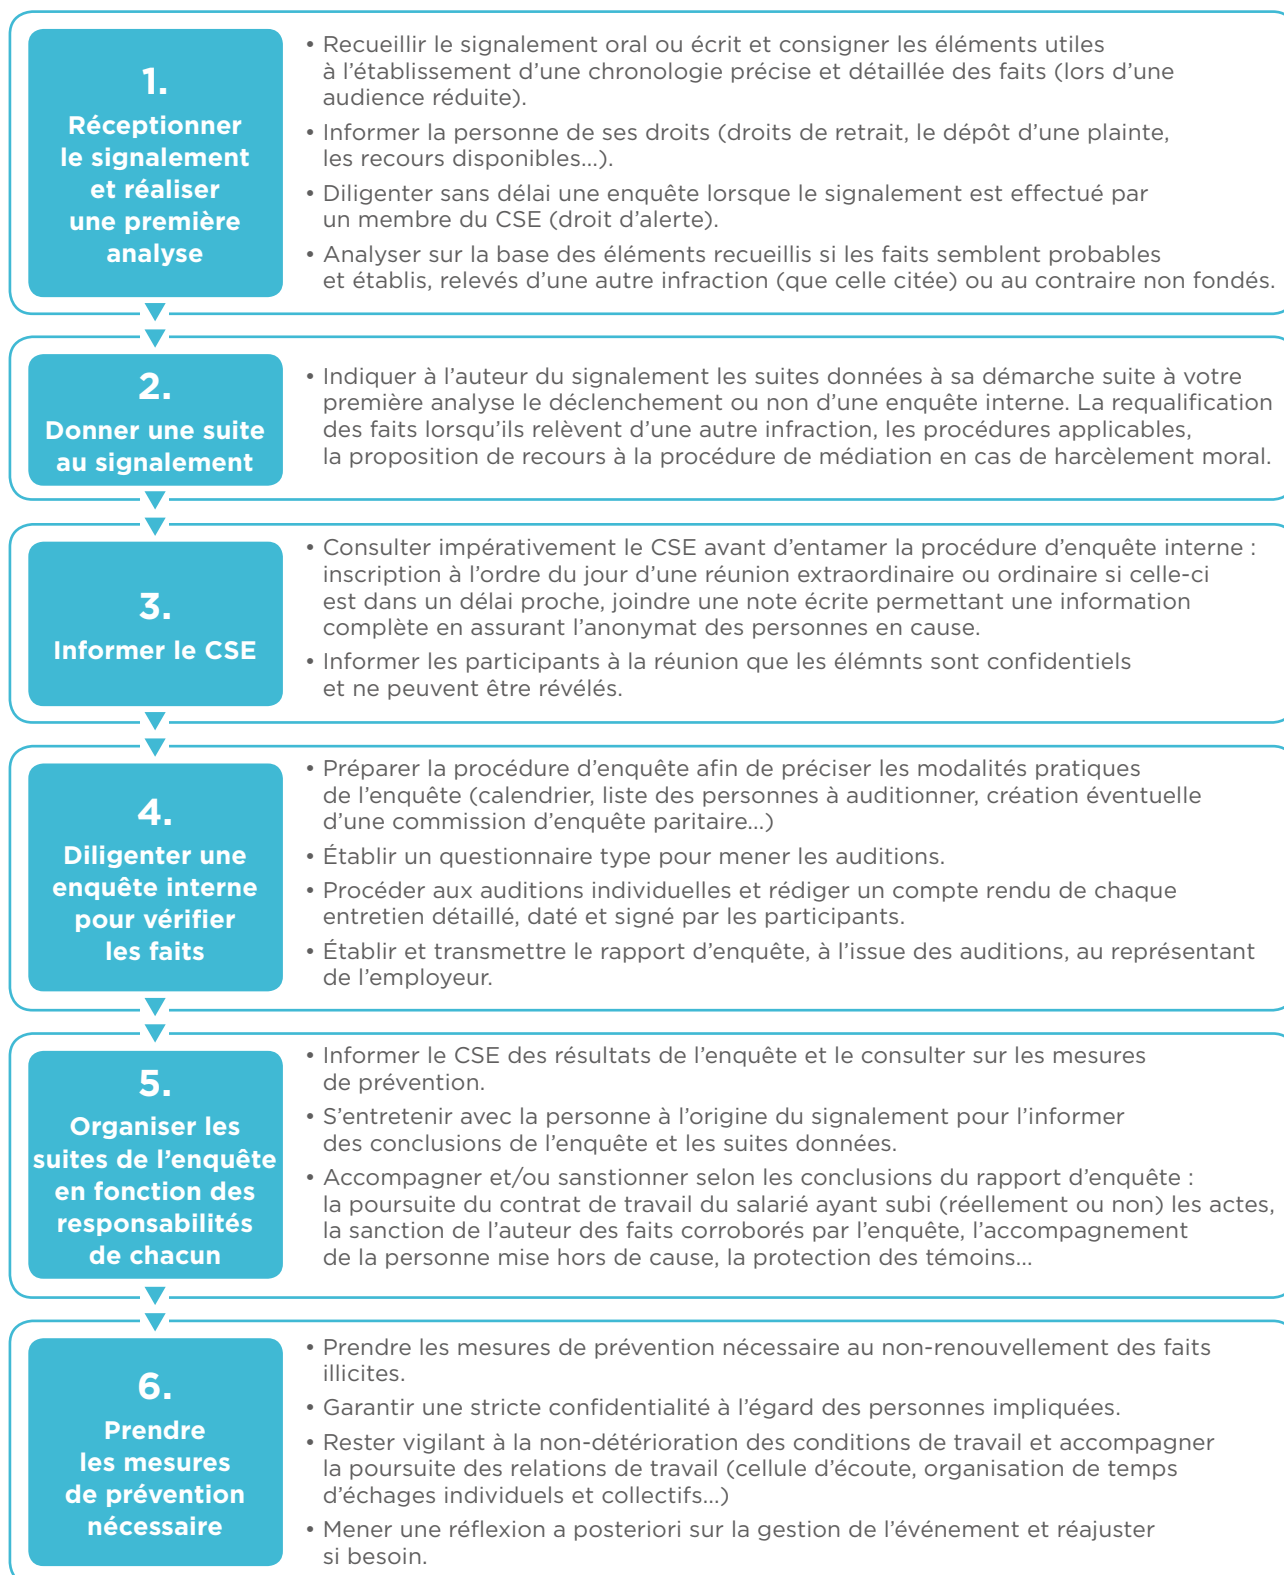 1.
Réceptionner
le signalement
et réaliser
une première
analyse
• Recueillir le signalement oral ou écrit et consigner les éléments utiles
à l’établissement d’une chronologie précise et détaillée des faits (lors d’une
audience réduite).
• Informer la personne de ses droits (droits de retrait, le dépôt d’une plainte,
les recours disponibles...).
• Diligenter sans délai une enquête lorsque le signalement est effectué par
un membre du CSE (droit d’alerte).
• Analyser sur la base des éléments recueillis si les faits semblent probables
et établis, relevés d’une autre infraction (que celle citée) ou au contraire non fondés.
2.
Donner une suite
au signalement
• Indiquer à l’auteur du signalement les suites données à sa démarche suite à votre
première analyse le déclenchement ou non d’une enquête interne. La requalification
des faits lorsqu’ils relèvent d’une autre infraction, les procédures applicables,
la proposition de recours à la procédure de médiation en cas de harcèlement moral.
3.
Informer le CSE
• Consulter impérativement le CSE avant d’entamer la procédure d’enquête interne :
inscription à l’ordre du jour d’une réunion extraordinaire ou ordinaire si celle-ci
est dans un délai proche, joindre une note écrite permettant une information
complète en assurant l’anonymat des personnes en cause.
• Informer les participants à la réunion que les élémnts sont confidentiels
et ne peuvent être révélés.
4.
Diligenter une
enquête interne
pour vérifier
les faits
• Préparer la procédure d’enquête afin de préciser les modalités pratiques
de l’enquête (calendrier, liste des personnes à auditionner, création éventuelle
d’une commission d’enquête paritaire...)
• Établir un questionnaire type pour mener les auditions.
• Procéder aux auditions individuelles et rédiger un compte rendu de chaque
entretien détaillé, daté et signé par les participants.
• Établir et transmettre le rapport d’enquête, à l’issue des auditions, au représentant
de l’employeur.
5.
Organiser les
suites de l’enquête
en fonction des
responsabilités
de chacun
• Informer le CSE des résultats de l’enquête et le consulter sur les mesures
de prévention.
• S’entretenir avec la personne à l’origine du signalement pour l’informer
des conclusions de l’enquête et les suites données.
• Accompagner et/ou sanstionner selon les conclusions du rapport d’enquête :
la poursuite du contrat de travail du salarié ayant subi (réellement ou non) les actes,
la sanction de l’auteur des faits corroborés par l’enquête, l’accompagnement
de la personne mise hors de cause, la protection des témoins...
6.
Prendre
les mesures
de prévention
nécessaire
• Prendre les mesures de prévention nécessaire au non-renouvellement des faits
illicites.
• Garantir une stricte confidentialité à l’égard des personnes impliquées.
• Rester vigilant à la non-détérioration des conditions de travail et accompagner
la poursuite des relations de travail (cellule d’écoute, organisation de temps
d’échages individuels et collectifs...)
• Mener une réflexion a posteriori sur la gestion de l’événement et réajuster
si besoin.